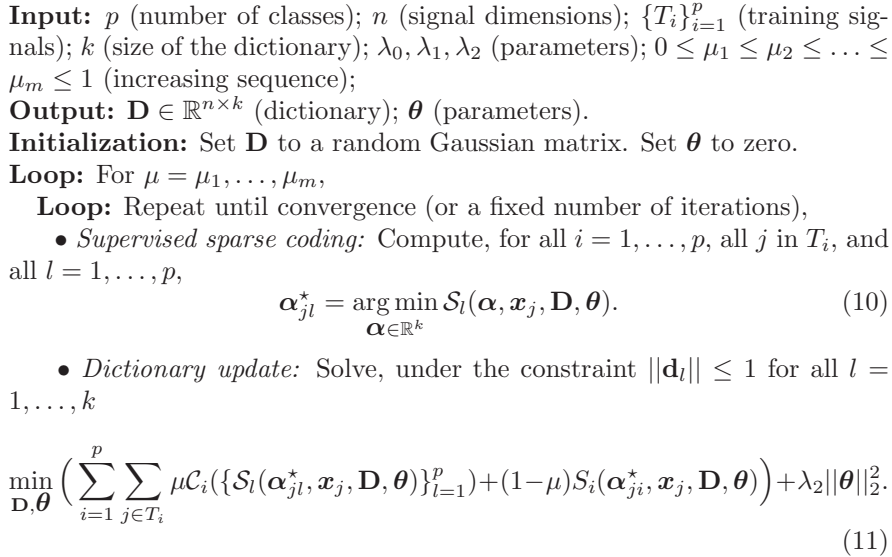 Input: p (number of classes); n (signal dimensions); {T_i}_{i=1}^p (training sig-
nals); k (size of the dictionary); λ_0, λ_1, λ_2 (parameters); 0 ≤ μ_1 ≤ μ_2 ≤ … ≤
μ_m ≤ 1 (increasing sequence);
Output: D ∈ ℝ^{n×k} (dictionary); θ (parameters).
Initialization: Set D to a random Gaussian matrix. Set θ to zero.
Loop: For μ = μ_1, …, μ_m,
Loop: Repeat until convergence (or a fixed number of iterations),
• Supervised sparse coding: Compute, for all i = 1, …, p, all j in T_i, and
all l = 1, …, p,
α*_{jl} = arg min_{α∈ℝ^k} S_l(α, x_j, D, θ). (10)
• Dictionary update: Solve, under the constraint ||d_l|| ≤ 1 for all l =
1, …, k
min_{D,θ} ( ∑_{i=1}^p ∑_{j∈T_i} μC_i({S_l(α*_{jl}, x_j, D, θ)}_{l=1}^p)+(1−μ)S_i(α*_{ji}, x_j, D, θ) ) +λ_2||θ||_2^2.
(11)